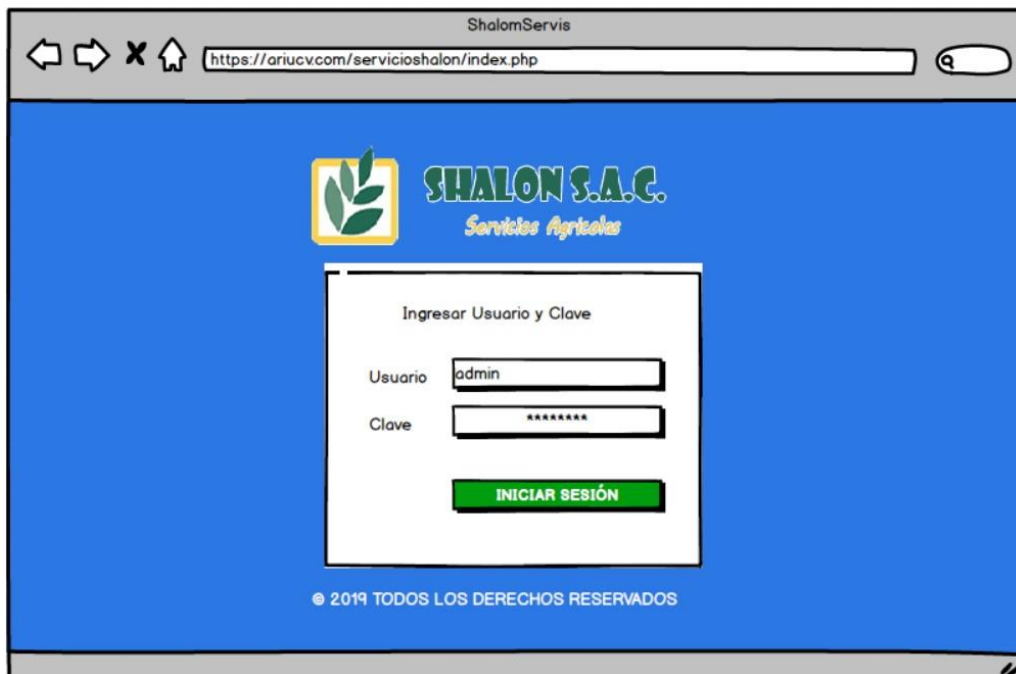 ShalomServis
https://ariucv.com/servicioshalon/index.php
SHALON S.A.C.
Servicios Agricolas
Ingresar Usuario y Clave
Usuario admin
Clave ********
INICIAR SESIÓN
© 2019 TODOS LOS DERECHOS RESERVADOS